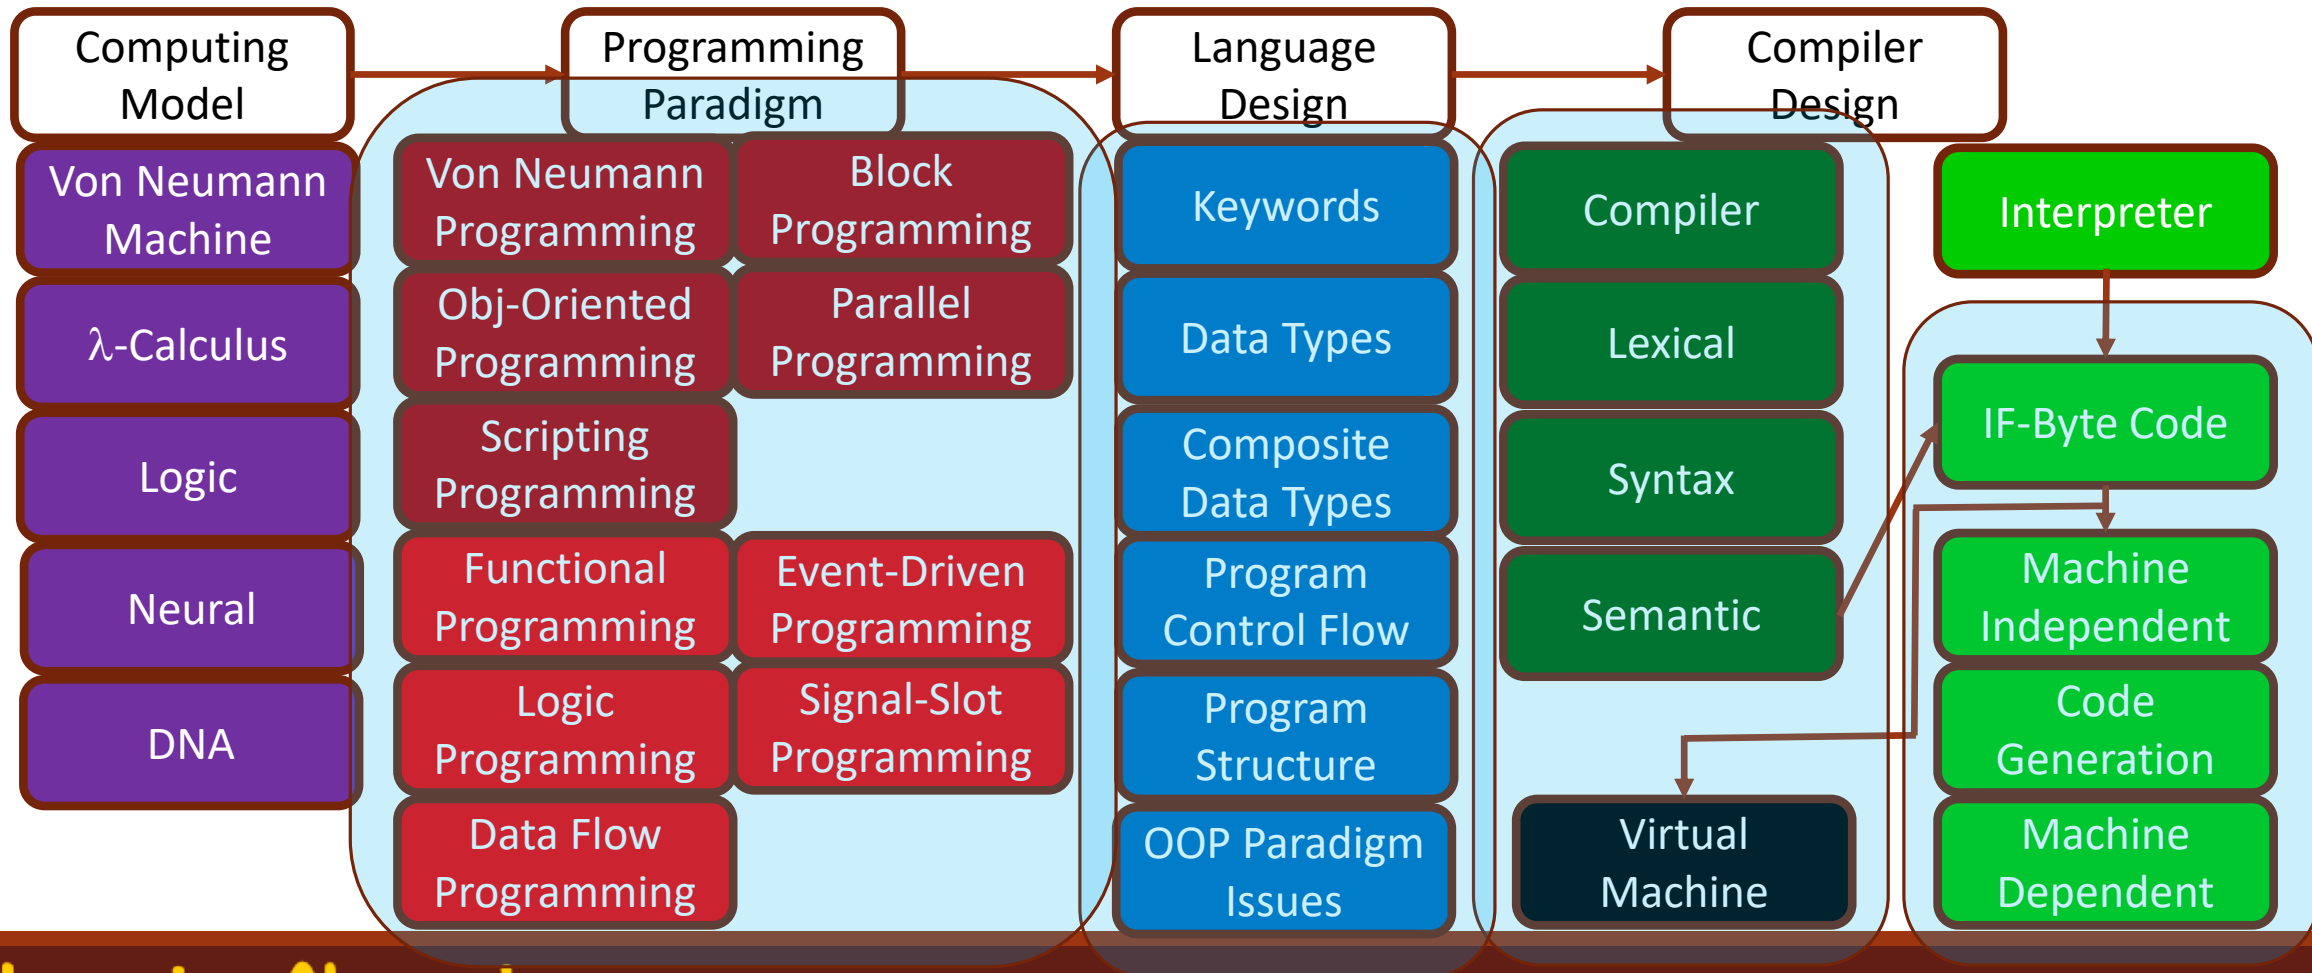 Computing
Model
Programming
Paradigm
Language
Design
Compiler
Design
Von Neumann
Machine
λ-Calculus
Logic
Neural
DNA
Von Neumann
Programming
Block
Programming
Obj-Oriented
Programming
Parallel
Programming
Scripting
Programming
Functional
Programming
Event-Driven
Programming
Logic
Programming
Signal-Slot
Programming
Data Flow
Programming
Keywords
Data Types
Composite
Data Types
Program
Control Flow
Program
Structure
OOP Paradigm
Issues
Compiler
Lexical
Syntax
Semantic
Virtual
Machine
Interpreter
IF-Byte Code
Machine
Independent
Code
Generation
Machine
Dependent